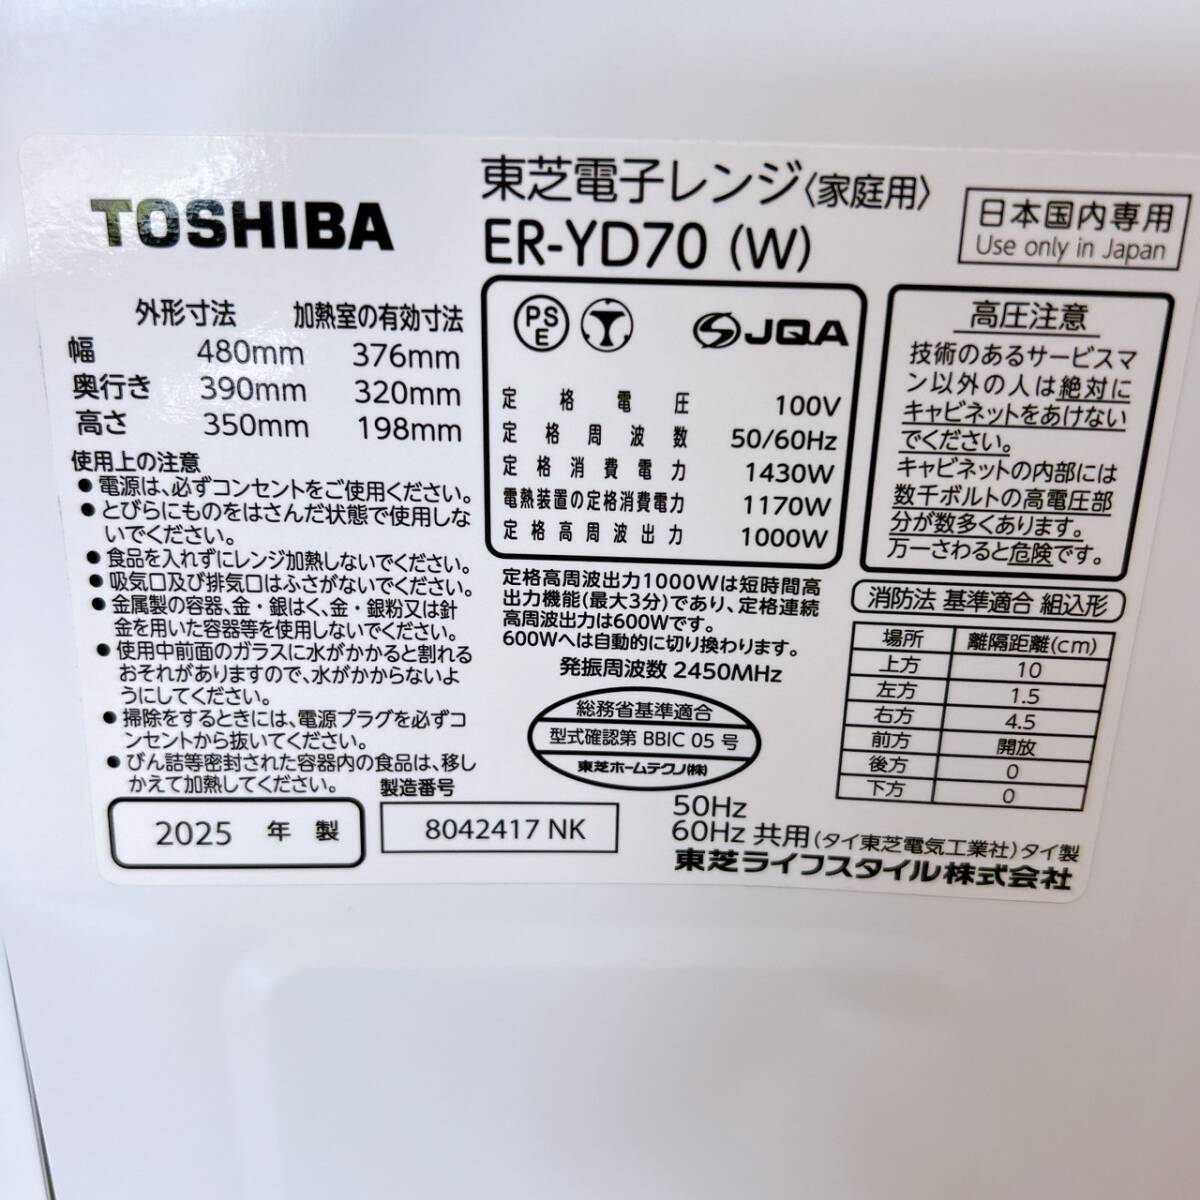 TOSHIBA
東芝電子レンジ〈家庭用〉
ER-YD70 (W)
日本国内専用
Use only in Japan
外形寸法 加熱室の有効寸法
幅 480mm 376mm
奥行き 390mm 320mm
高さ 350mm 198mm
使用上の注意
●電源は、必ずコンセントをご使用ください。
●とびらにものをはさんだ状態で使用しな
いでください。
●食品を入れずにレンジ加熱しないでください。
●吸気口及び排気口はふさがないでください。
●金属製の容器、金・銀はく、金・銀粉又は針
金を用いた容器等を使用しないでください。
●使用中前面のガラスに水がかかると割れる
おそれがありますので、水がかからないよ
うにしてください。
●掃除をするときには、電源プラグを必ずコ
ンセントから抜いてください。
●びん詰等密封された容器内の食品は、移し
かえて加熱してください。
2025 年 製
製造番号
8042417 NK
PS
E
JQA
定格電圧 100V
定格周波数 50/60Hz
定格消費電力 1430W
電熱装置の定格消費電力 1170W
定格高周波出力 1000W
定格高周波出力1000Wは短時間高
出力機能(最大3分)であり、定格連続
高周波出力は600Wです。
600Wへは自動的に切り換わります。
発振周波数 2450MHz
総務省基準適合
型式確認第 BBIC 05 号
東芝ホームテクノ(株)
高圧注意
技術のあるサービスマ
ン以外の人は絶対に
キャビネットをあけない
でください。
キャビネットの内部には
数千ボルトの高電圧部
分が数多くあります。
万一さわると危険です。
消防法 基準適合 組込形
場所 離隔距離(cm)
上方 10
左方 1.5
右方 4.5
前方 開放
後方 0
下方 0
50Hz
60Hz 共用(タイ東芝電気工業社)タイ製
東芝ライフスタイル株式会社